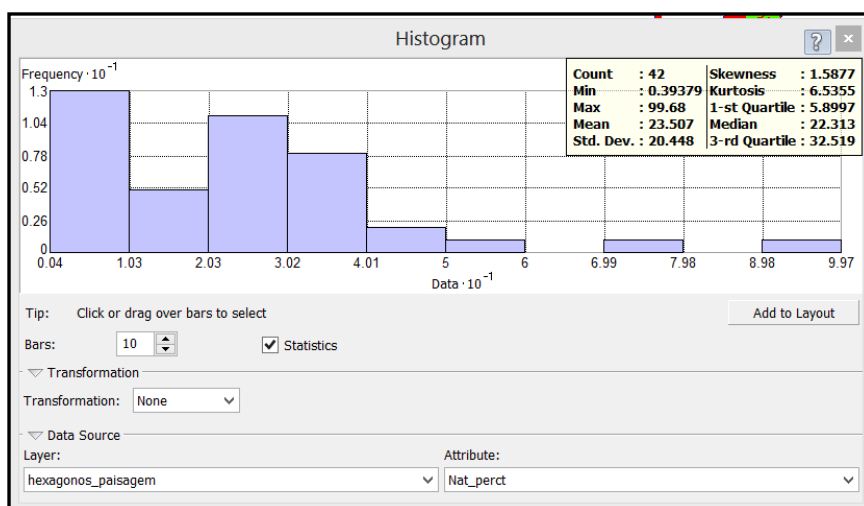 Histogram
? ×
Frequency · 10⁻¹
Count : 42 Skewness : 1.5877
Min : 0.39379 Kurtosis : 6.5355
Max : 99.68 1-st Quartile : 5.8997
Mean : 23.507 Median : 22.313
Std. Dev. : 20.448 3-rd Quartile : 32.519
1.3
1.04
0.78
0.52
0.26
0
0.04 1.03 2.03 3.02 4.01 5 6 6.99 7.98 8.98 9.97
Data · 10⁻¹
Tip: Click or drag over bars to select Add to Layout
Bars: 10 Statistics
Transformation
Transformation: None
Data Source
Layer: Attribute:
hexagonos_paisagem Nat_perct